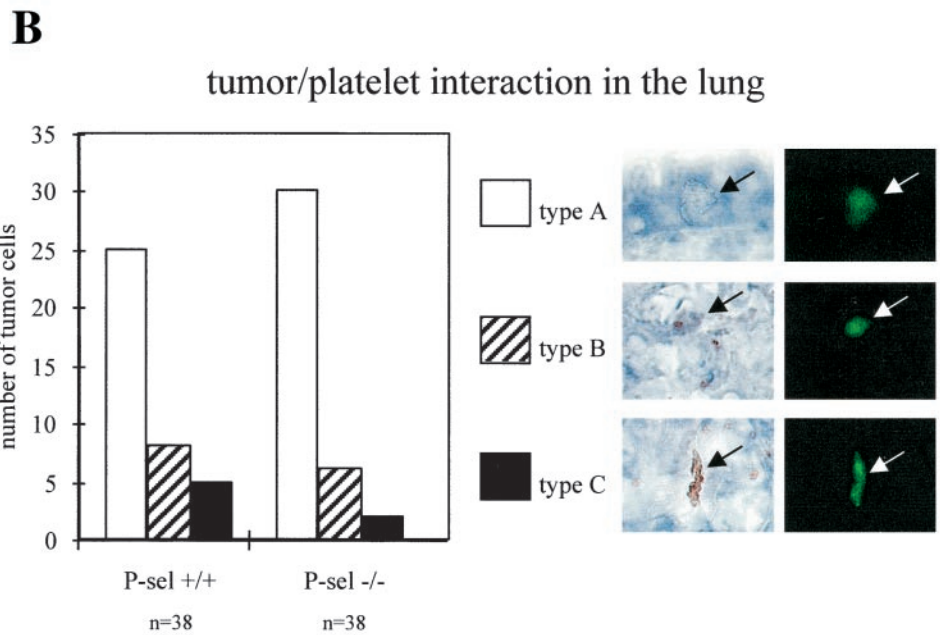 B
tumor/platelet interaction in the lung
number of tumor cells
35
30
25
20
15
10
5
0
P-sel +/+
n=38
P-sel -/-
n=38
type A
type B
type C